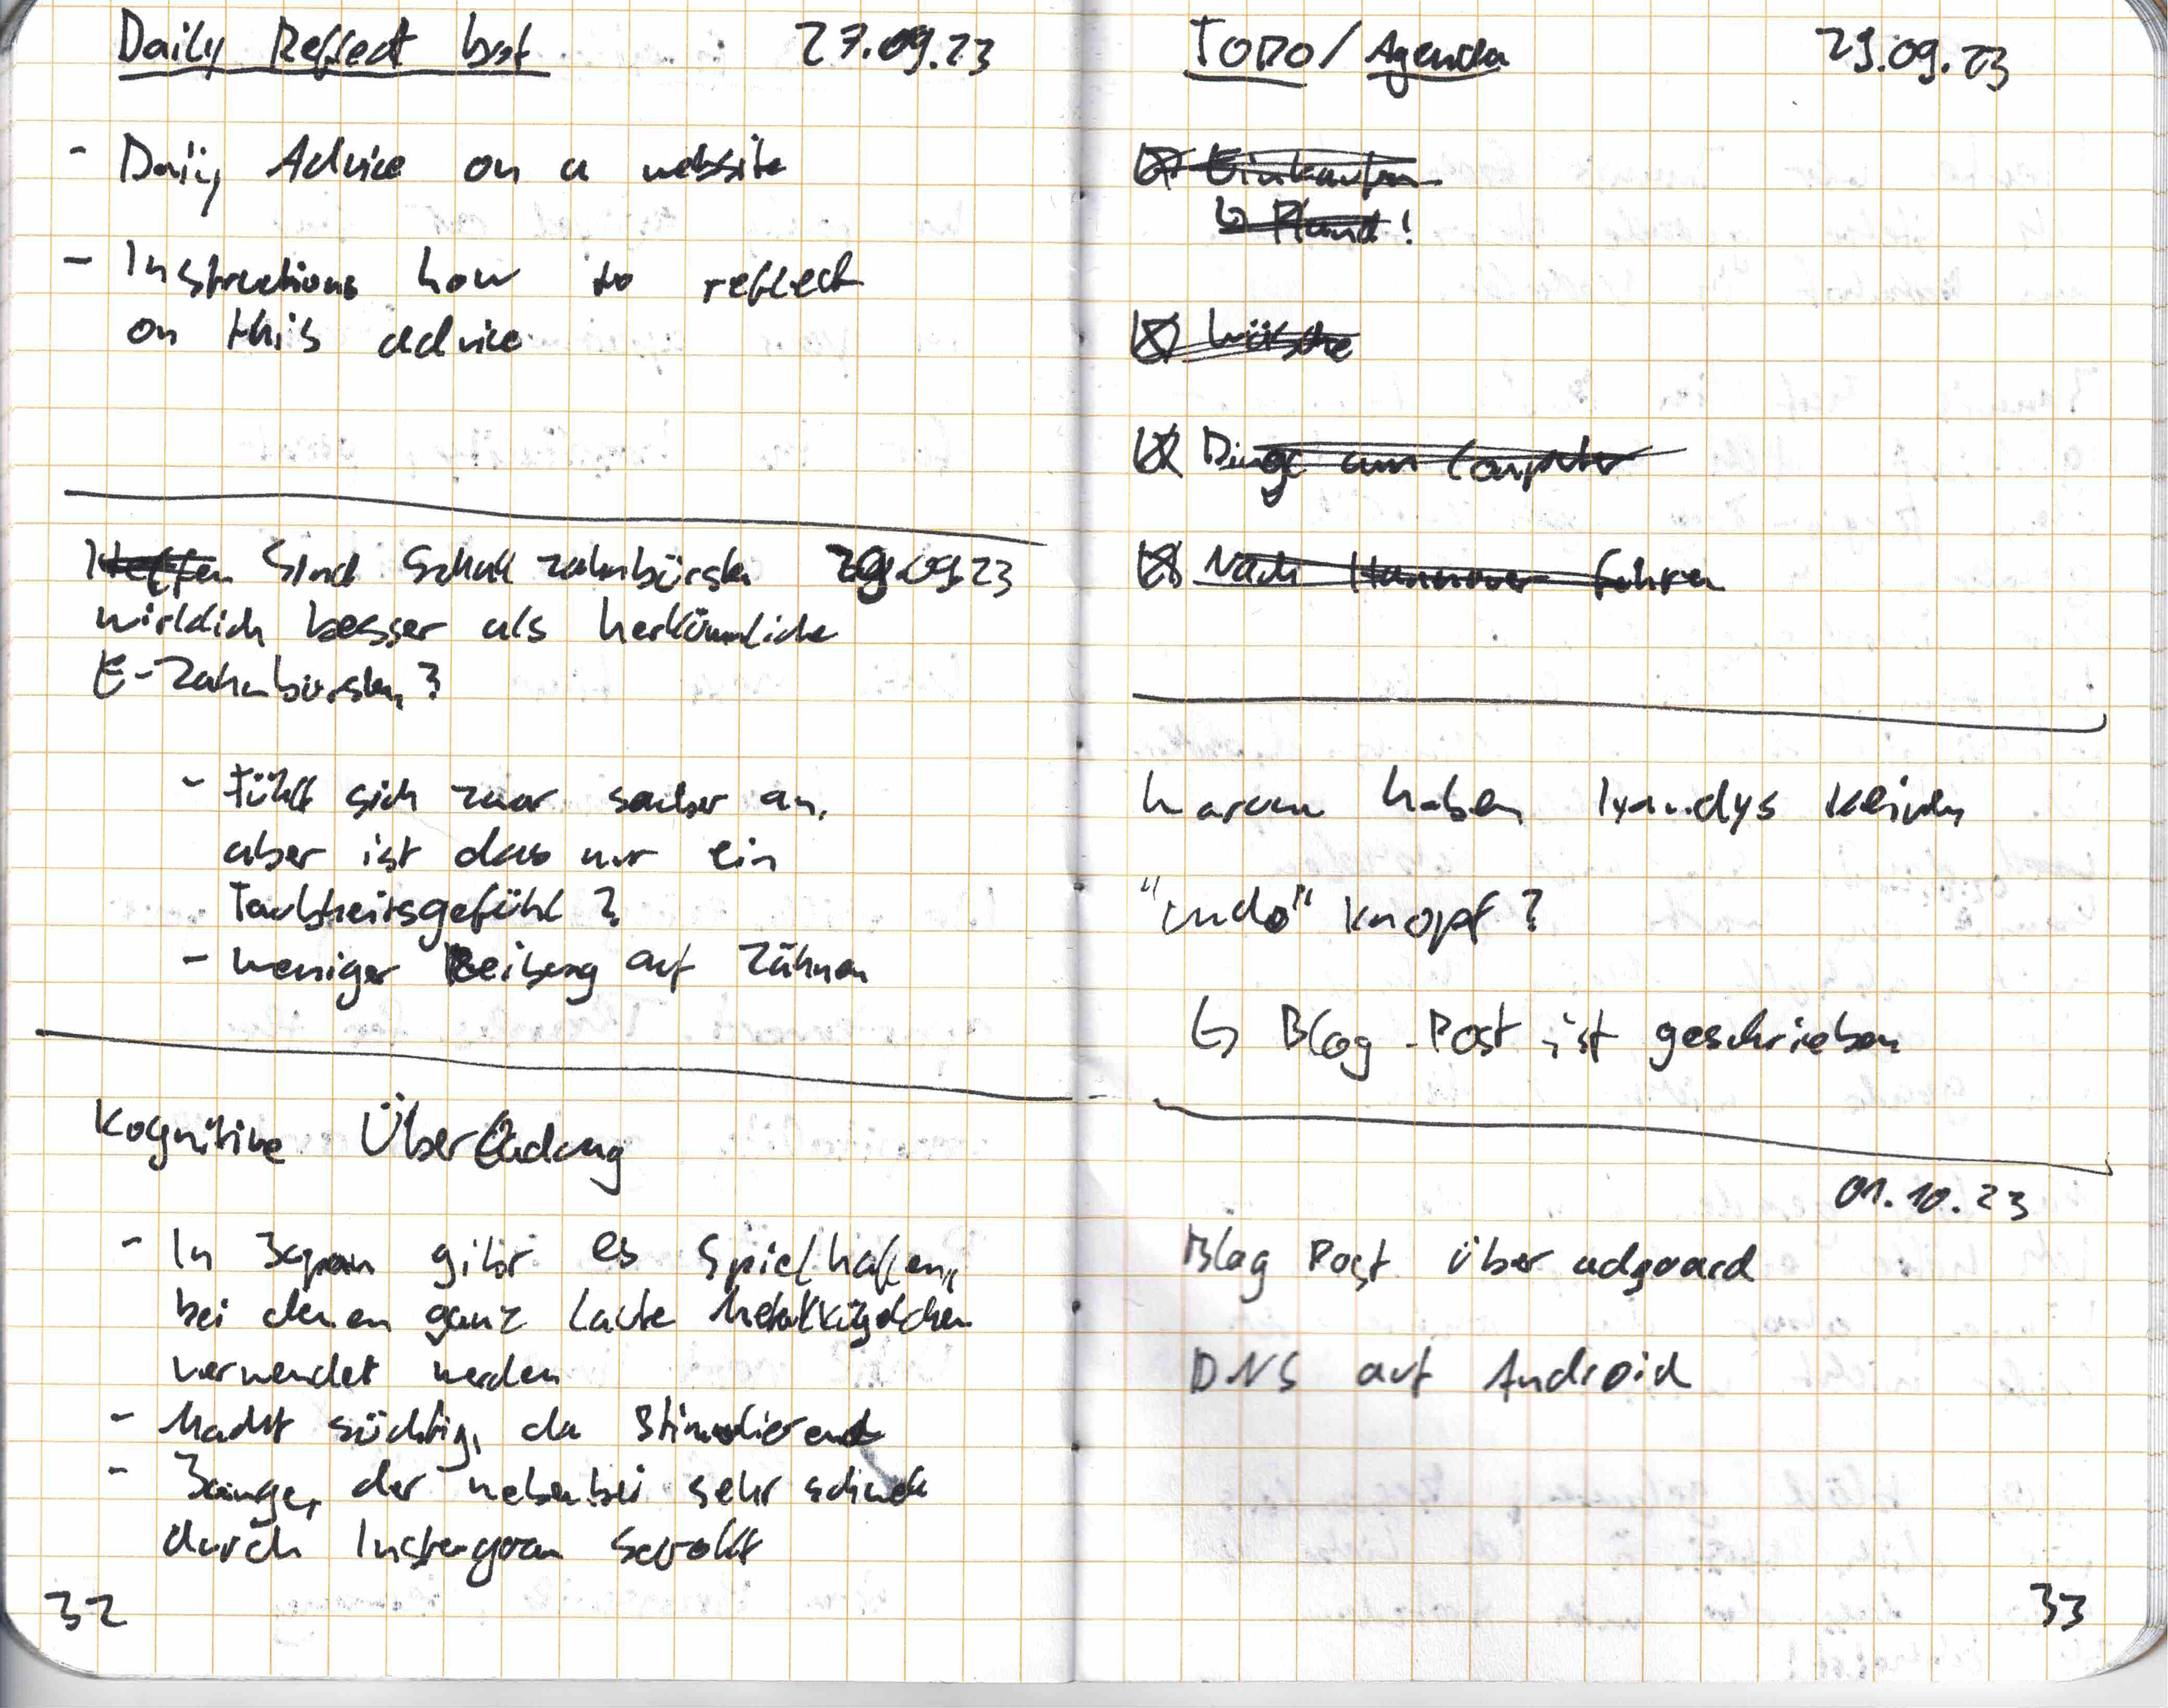 Daily Reflect bot 27.09.23
- Daily Advice on a website
- Instructions how to reflect
on this advice
Helfen Sind Schall zahnbürsten 29.09.23
wirklich besser als herkömmliche
E-Zahnbürsten?
- Fühlt sich zwar sauber an,
aber ist das nur ein
Taubheitsgefühl?
- weniger Reibung auf Zähnen
Kognitive Überladung
- In Japan gibt es Spielhallen,
bei denen ganz laute Metallkügelchen
verwendet werden
- Macht süchtig, da stimulierend
- Junge, der nebenbei sehr schnell
durch Instagram scrollt
32
TODO/Agenda 29.09.23
☒ Einkaufen
↳ Pfand!
☒ Wäsche
☒ Dinge am Computer
☒ Nach Hannover fahren
Warum haben Handys keinen
"undo" Knopf?
↳ Blog-Post ist geschrieben
01.10.23
Blog Post über adguard
DNS auf Android
33